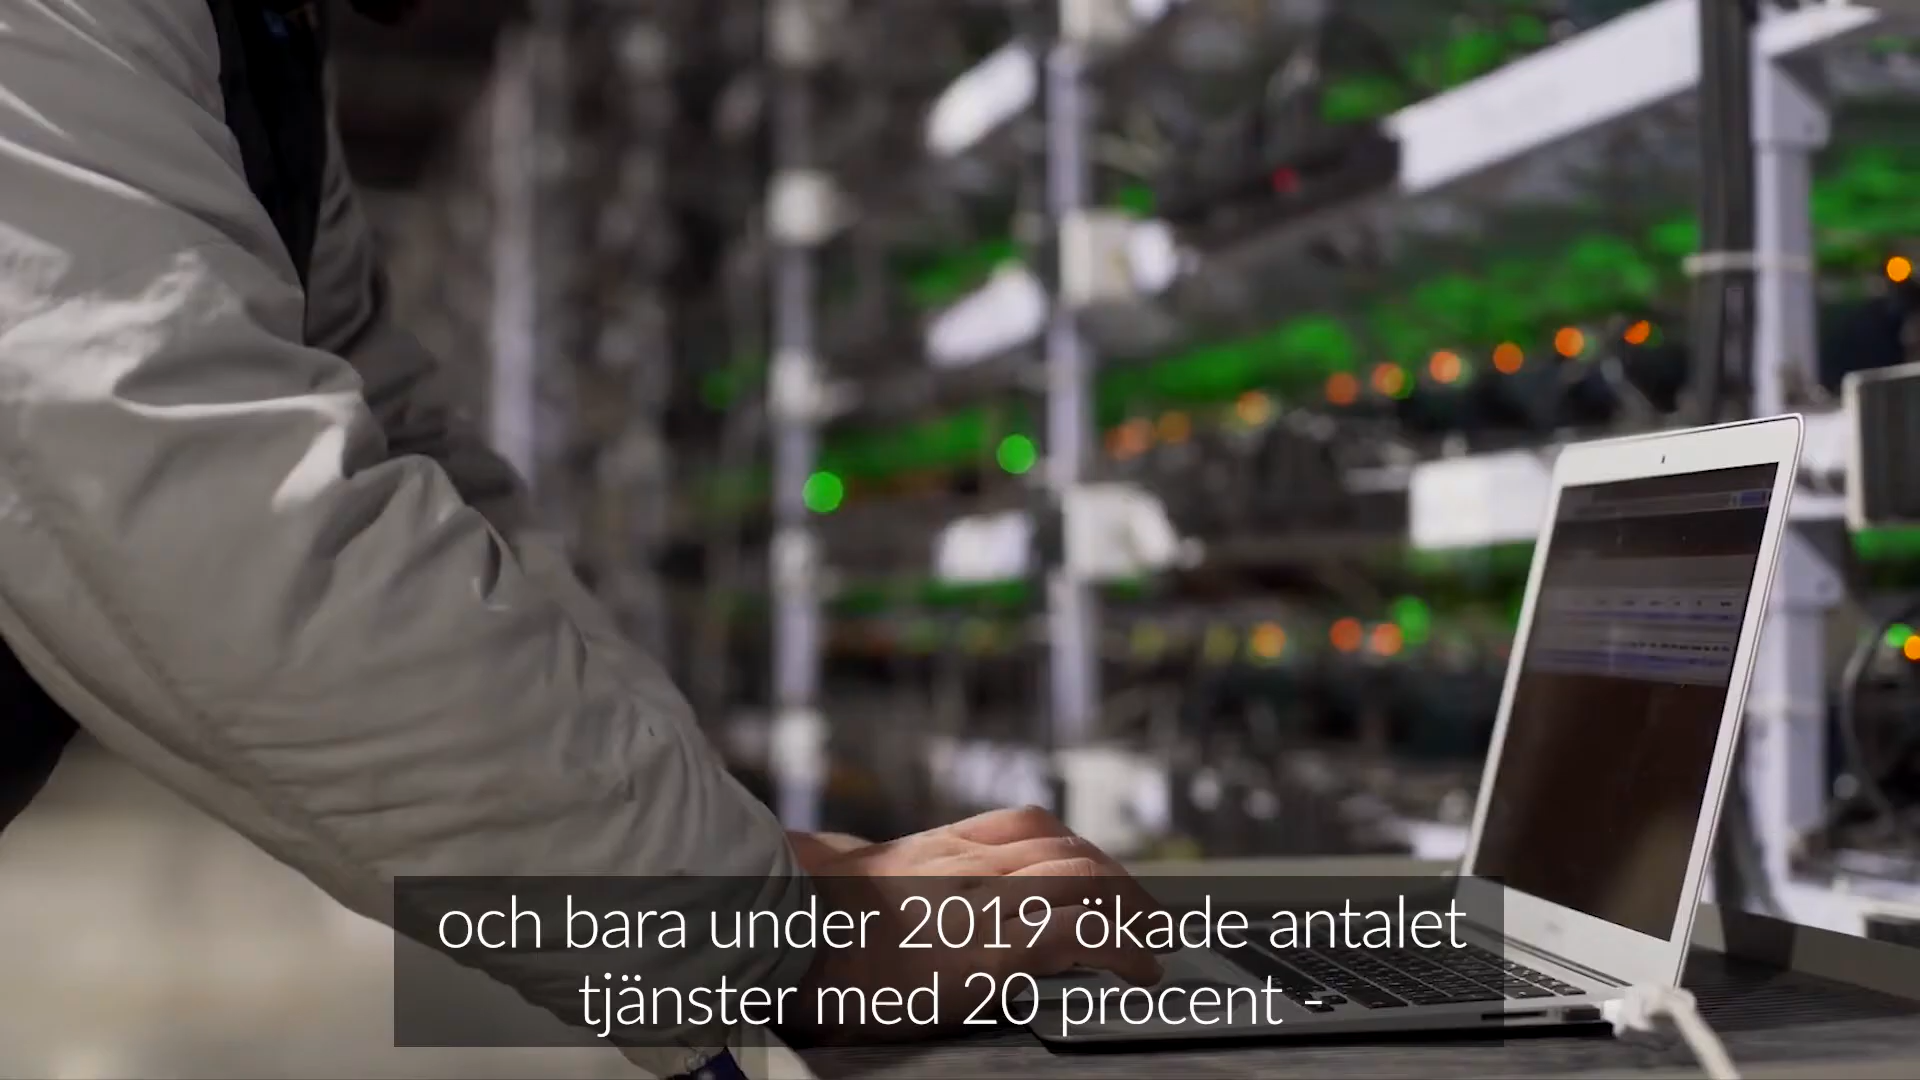 och bara under 2019 ökade antalet
tjänster med 20 procent -